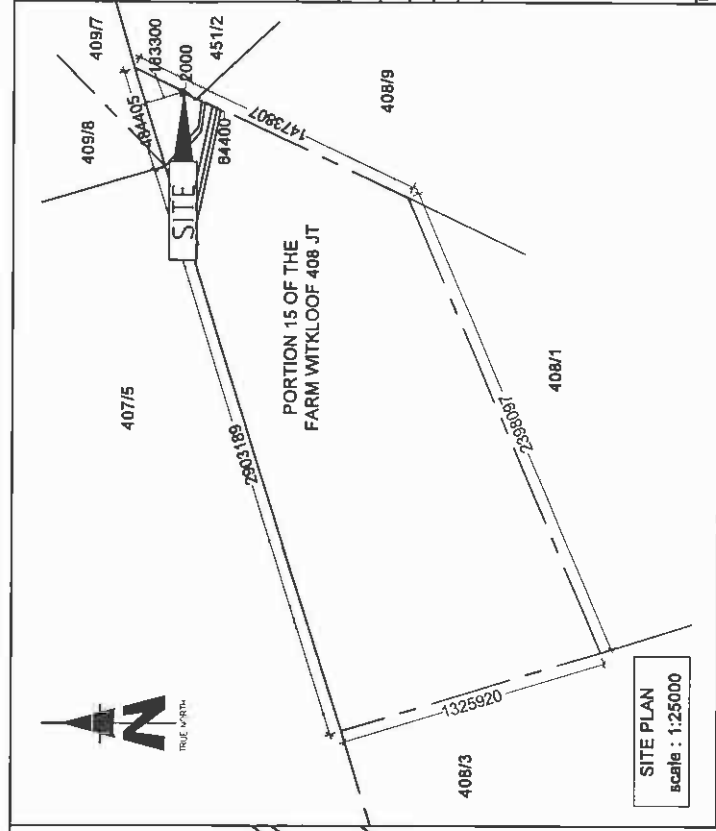 409/7
183300
451/2
409/8
484405
2000
SITE
64400
1473807
408/9
407/5
PORTION 15 OF THE
FARM WITKLOOF 408 JT
2903189
408/1
2398097
N
TRUE NORTH
1325920
408/3
SITE PLAN
scale : 1:25000